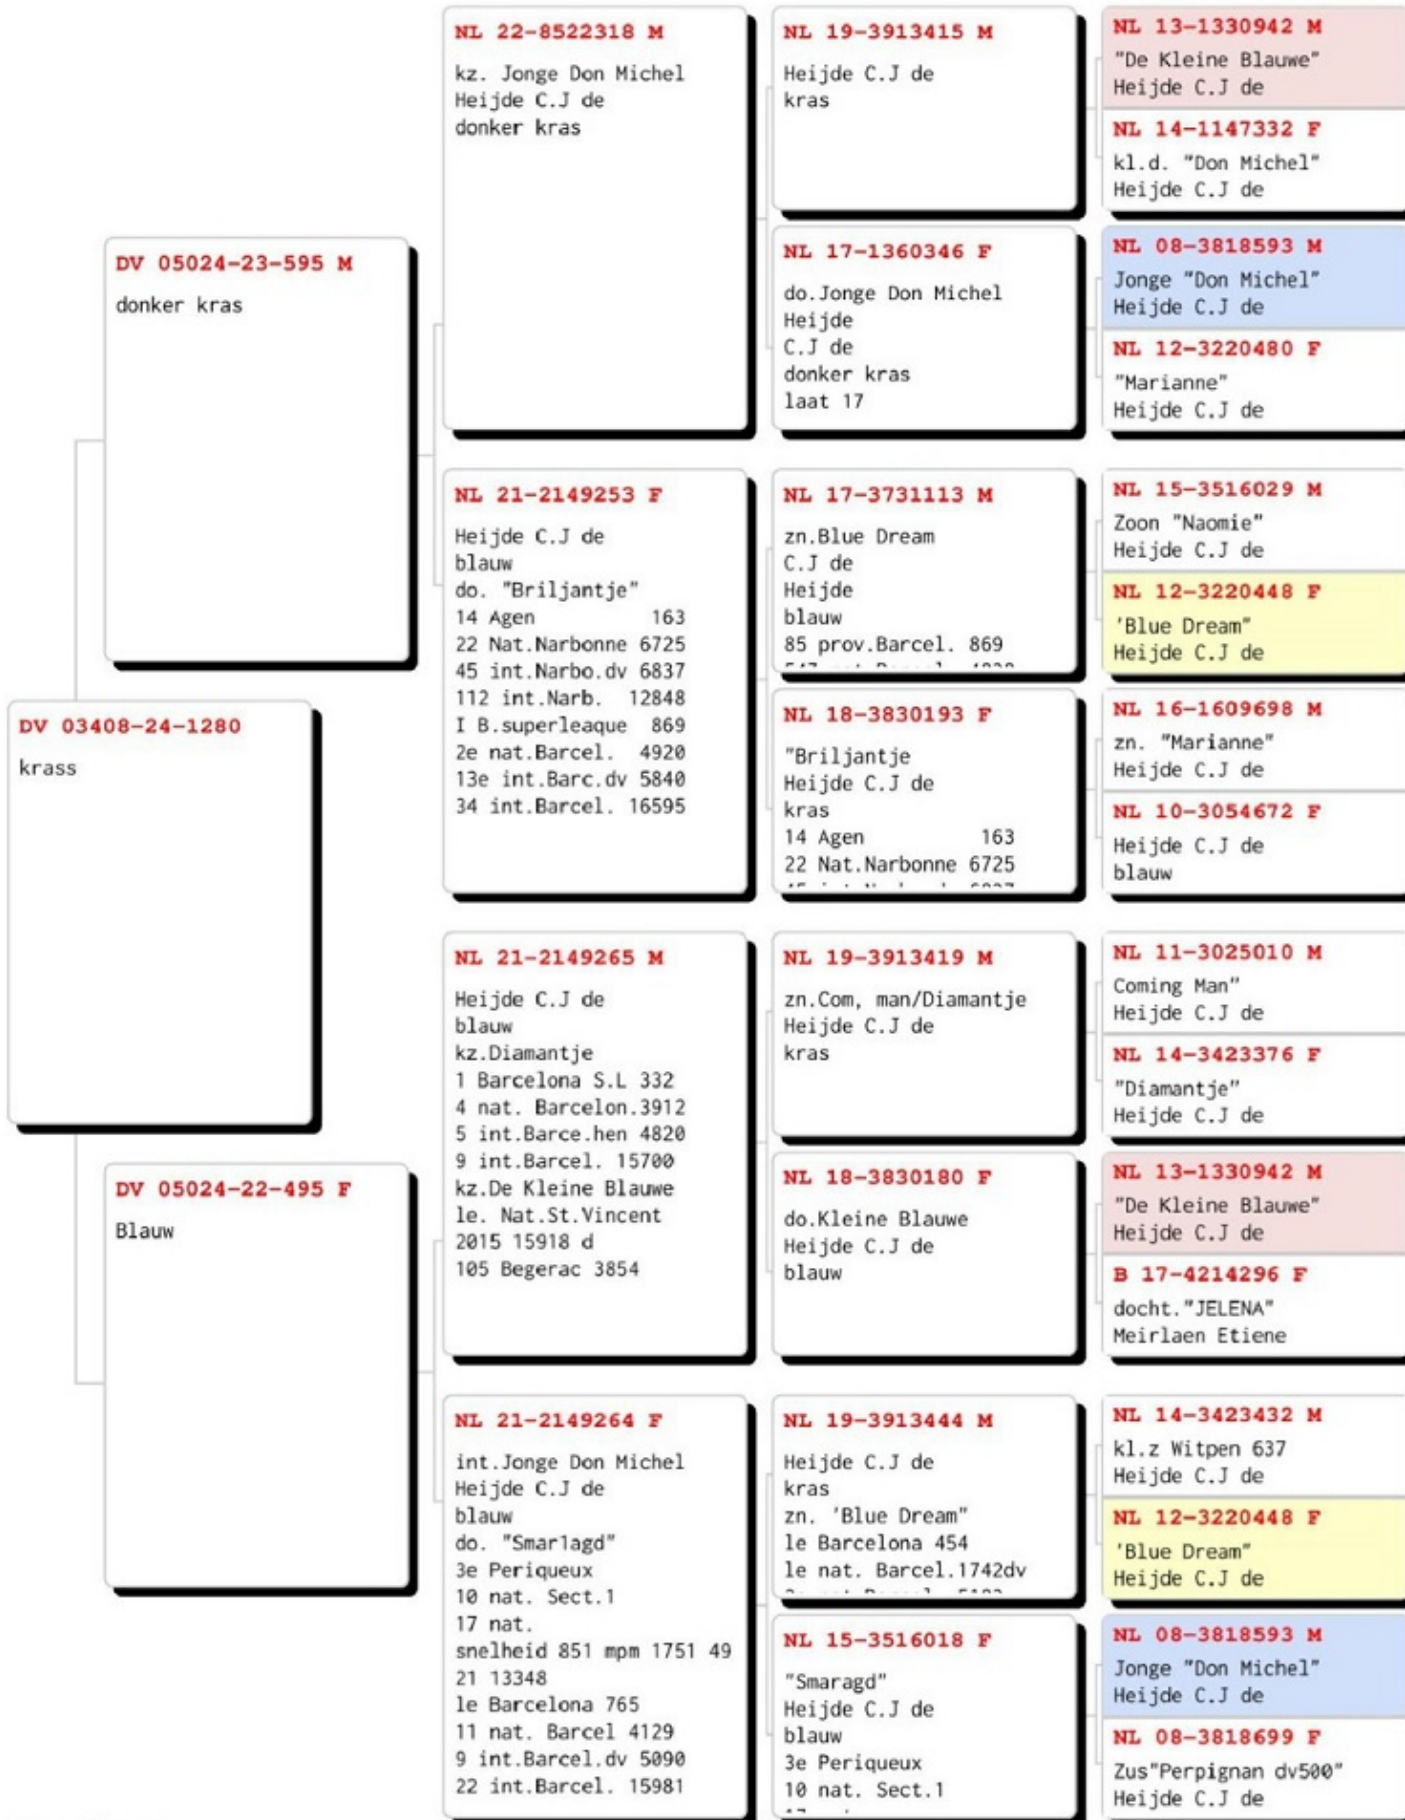 DV 03408-24-1280
krass
DV 05024-23-595 M
donker kras
DV 05024-22-495 F
Blauw
NL 22-8522318 M
kz. Jonge Don Michel
Heijde C.J de
donker kras
NL 21-2149253 F
Heijde C.J de
blauw
do. "Briljantje"
14 Agen 163
22 Nat.Narbonne 6725
45 int.Narbo.dv 6837
112 int.Narb. 12848
I B.superleaque 869
2e nat.Barcel. 4920
13e int.Barc.dv 5840
34 int.Barcel. 16595
NL 21-2149265 M
Heijde C.J de
blauw
kz.Diamantje
1 Barcelona S.L 332
4 nat. Barcelon.3912
5 int.Barce.hen 4820
9 int.Barcel. 15700
kz.De Kleine Blauwe
le. Nat.St.Vincent
2015 15918 d
105 Begerac 3854
NL 21-2149264 F
int.Jonge Don Michel
Heijde C.J de
blauw
do. "Smar1agd"
3e Periqueux
10 nat. Sect.1
17 nat.
snelheid 851 mpm 1751 49
21 13348
le Barcelona 765
11 nat. Barcel 4129
9 int.Barcel.dv 5090
22 int.Barcel. 15981
NL 19-3913415 M
Heijde C.J de
kras
NL 17-1360346 F
do.Jonge Don Michel
Heijde
C.J de
donker kras
laat 17
NL 17-3731113 M
zn.Blue Dream
C.J de
Heijde
blauw
85 prov.Barcel. 869
NL 18-3830193 F
"Briljantje
Heijde C.J de
kras
14 Agen 163
22 Nat.Narbonne 6725
NL 19-3913419 M
zn.Com, man/Diamantje
Heijde C.J de
kras
NL 18-3830180 F
do.Kleine Blauwe
Heijde C.J de
blauw
NL 19-3913444 M
Heijde C.J de
kras
zn. 'Blue Dream"
le Barcelona 454
le nat. Barcel.1742dv
NL 15-3516018 F
"Smaragd"
Heijde C.J de
blauw
3e Periqueux
10 nat. Sect.1
NL 13-1330942 M
"De Kleine Blauwe"
Heijde C.J de
NL 14-1147332 F
kl.d. "Don Michel"
Heijde C.J de
NL 08-3818593 M
Jonge "Don Michel"
Heijde C.J de
NL 12-3220480 F
"Marianne"
Heijde C.J de
NL 15-3516029 M
Zoon "Naomie"
Heijde C.J de
NL 12-3220448 F
'Blue Dream"
Heijde C.J de
NL 16-1609698 M
zn. "Marianne"
Heijde C.J de
NL 10-3054672 F
Heijde C.J de
blauw
NL 11-3025010 M
Coming Man"
Heijde C.J de
NL 14-3423376 F
"Diamantje"
Heijde C.J de
NL 13-1330942 M
"De Kleine Blauwe"
Heijde C.J de
B 17-4214296 F
docht."JELENA"
Meirlaen Etiene
NL 14-3423432 M
kl.z Witpen 637
Heijde C.J de
NL 12-3220448 F
'Blue Dream"
Heijde C.J de
NL 08-3818593 M
Jonge "Don Michel"
Heijde C.J de
NL 08-3818699 F
Zus"Perpignan dv500"
Heijde C.J de